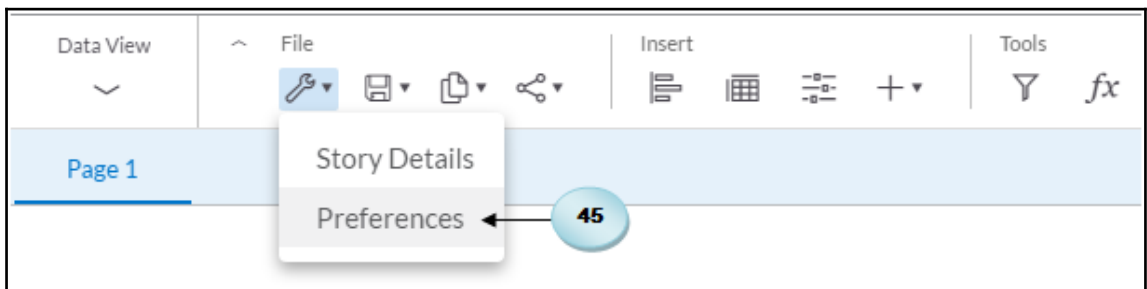 Data View
File
Insert
Tools
fx
Page 1
Story Details
Preferences
45